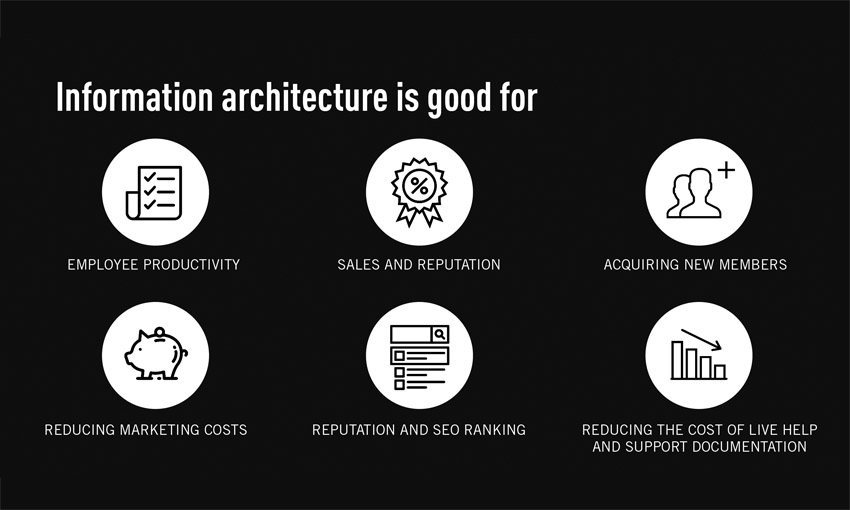 Information architecture is good for
EMPLOYEE PRODUCTIVITY
SALES AND REPUTATION
ACQUIRING NEW MEMBERS
REDUCING MARKETING COSTS
REPUTATION AND SEO RANKING
REDUCING THE COST OF LIVE HELP
AND SUPPORT DOCUMENTATION